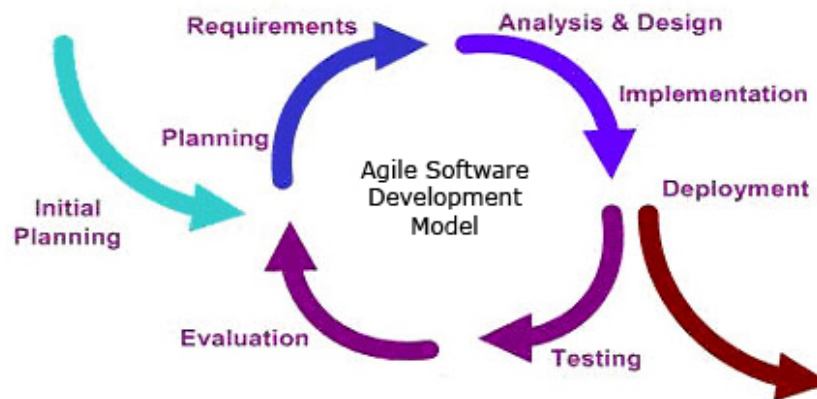 Requirements
Analysis & Design
Implementation
Planning
Agile Software
Development
Model
Deployment
Initial
Planning
Evaluation
Testing